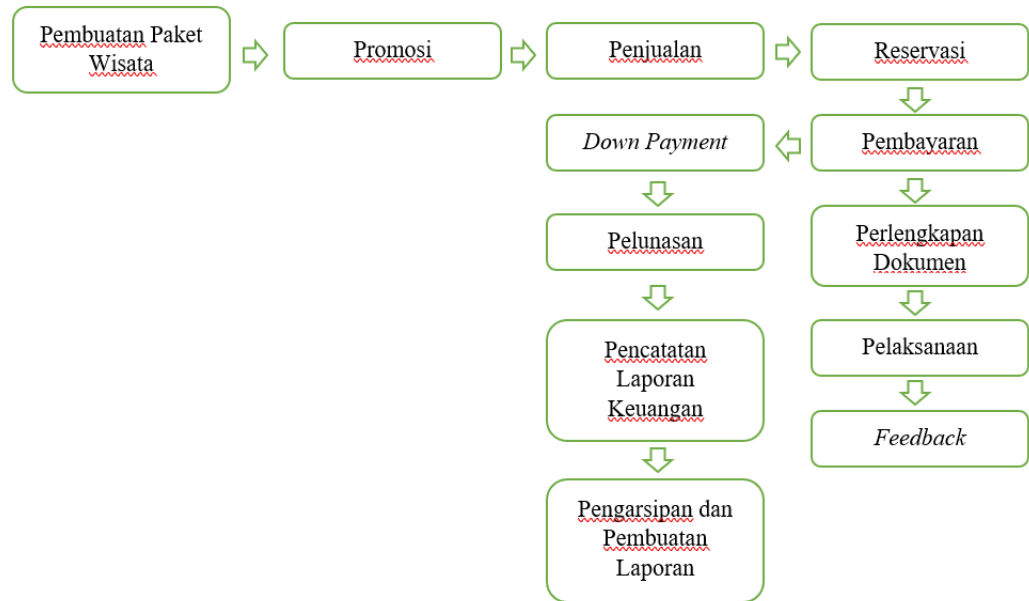 Pembuatan Paket
Wisata
Promosi
Penjualan
Reservasi
Down Payment
Pembayaran
Pelunasan
Perlengkapan
Dokumen
Pencatatan
Laporan
Keuangan
Pelaksanaan
Feedback
Pengarsipan dan
Pembuatan
Laporan